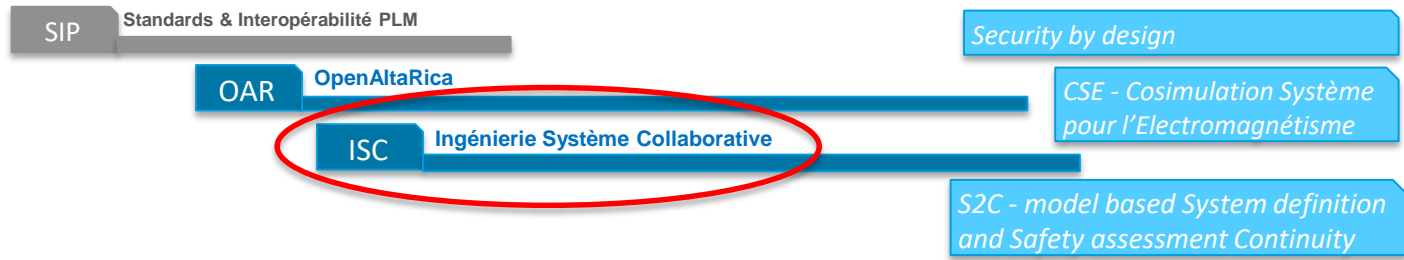 SIP
Standards & Interopérabilité PLM
OAR
OpenAltaRica
ISC
Ingénierie Système Collaborative
Security by design
CSE - Cosimulation Système
pour l'Electromagnétisme
S2C - model based System definition
and Safety assessment Continuity